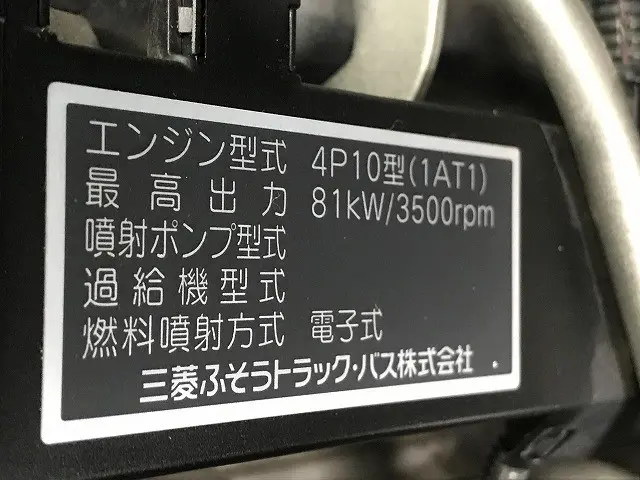 エンジン型式 4P10型(1AT1)
最高出力 81kW/3500rpm
噴射ポンプ型式
過給機型式
燃料噴射方式 電子式
三菱ふそうトラック・バス株式会社